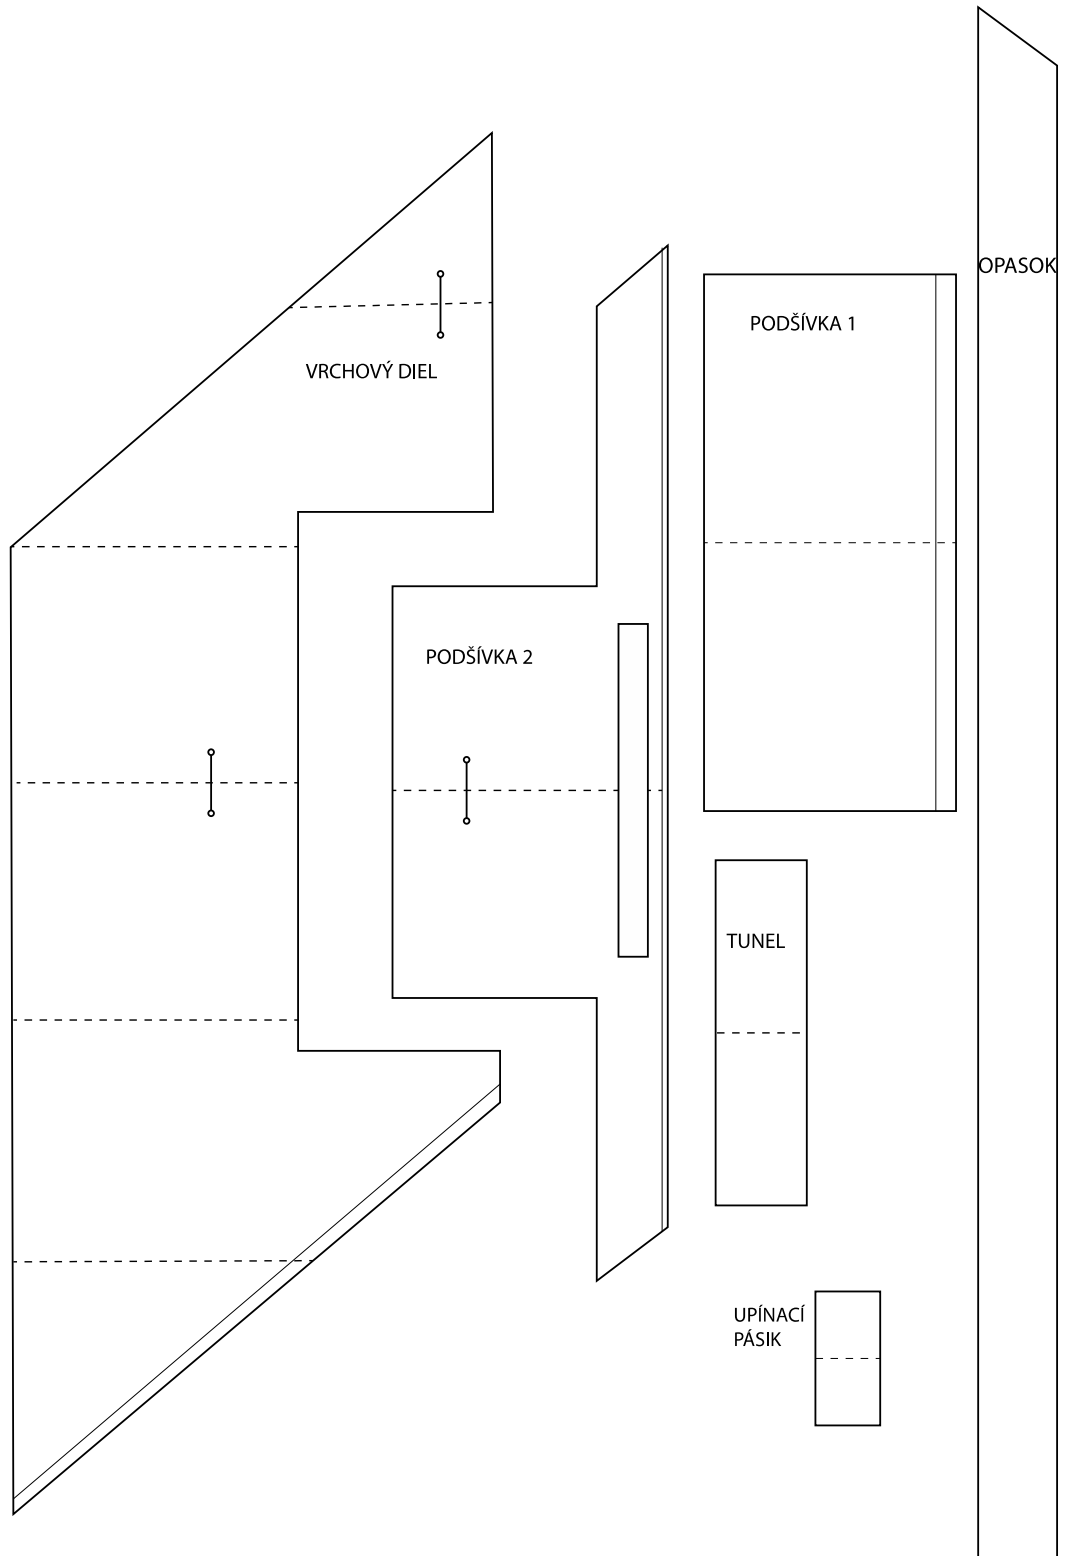 OPASOK
PODŠÍVKA 1
VRCHOVÝ DIEL
PODŠÍVKA 2
TUNEL
UPÍNACÍ
PÁSIK